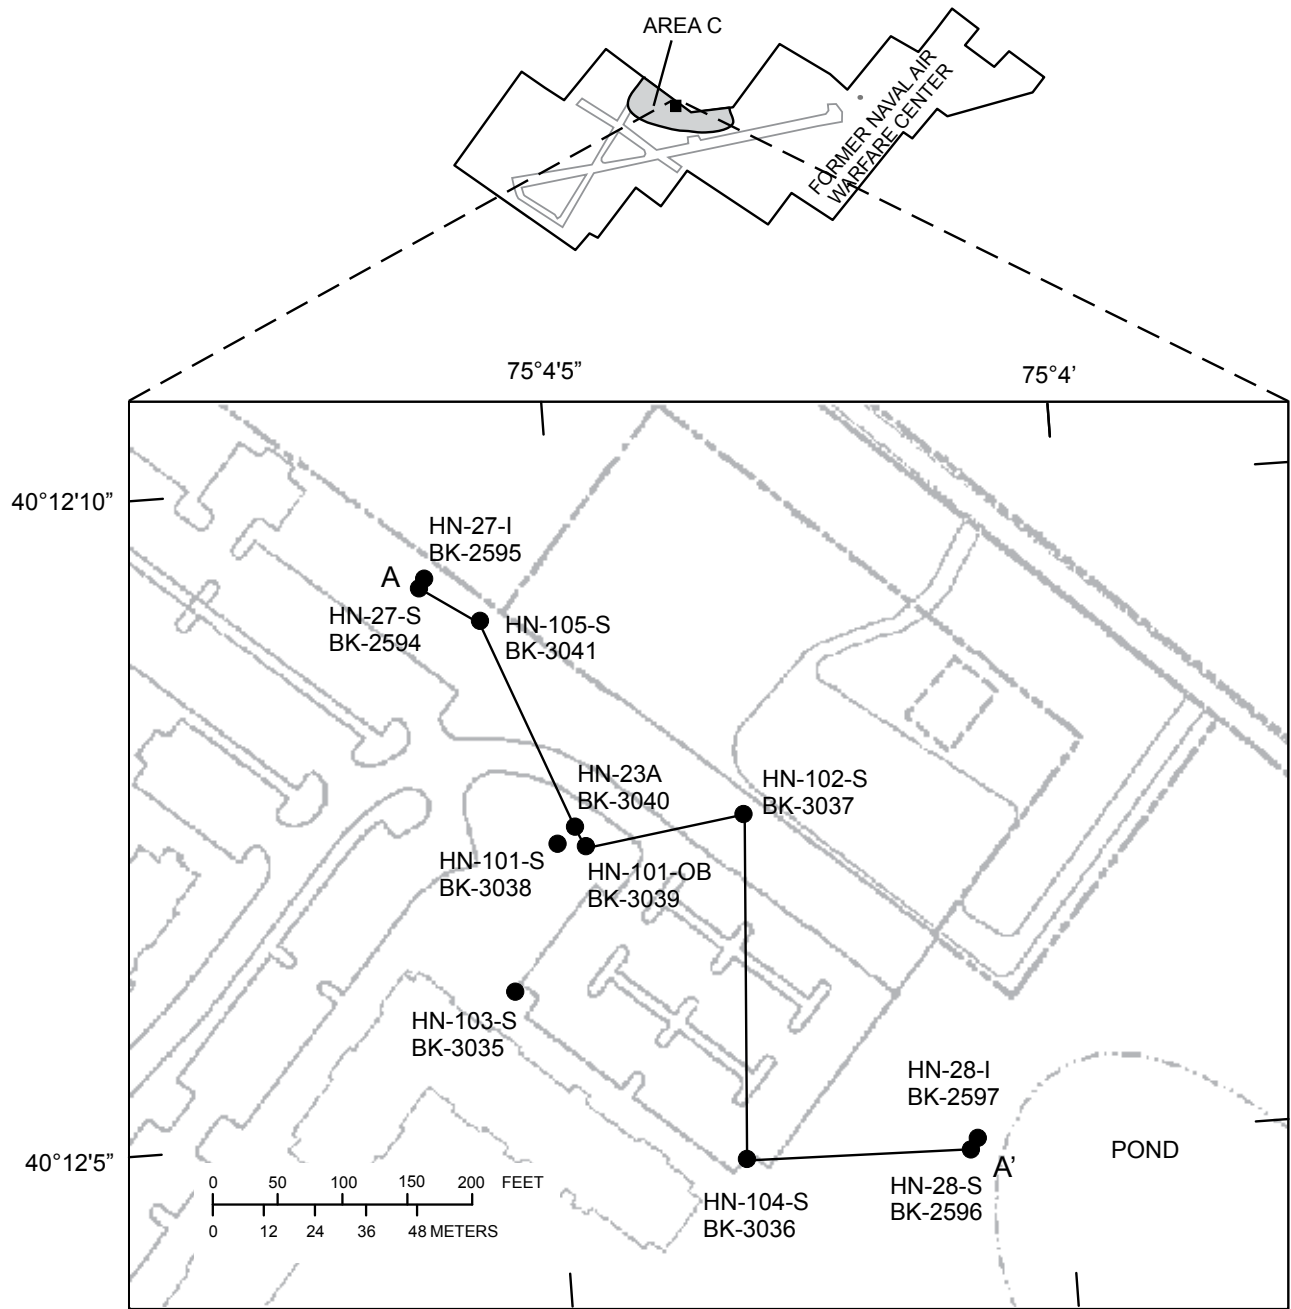 AREA C
FORMER NAVAL AIR
WARFARE CENTER
75°4'5”
75°4’
40°12'10”
HN-27-I
BK-2595
A
HN-27-S
BK-2594
HN-105-S
BK-3041
HN-23A
BK-3040
HN-102-S
BK-3037
HN-101-S
BK-3038
HN-101-OB
BK-3039
HN-103-S
BK-3035
HN-28-I
BK-2597
POND
40°12'5”
A’
HN-28-S
BK-2596
HN-104-S
BK-3036
0 50 100 150 200 FEET
0 12 24 36 48 METERS